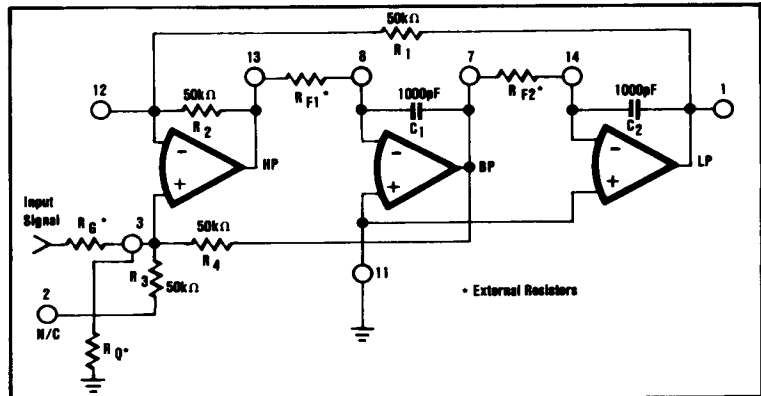 50kΩ
R1
12
13
8
7
14
1
50kΩ
R2
RF1*
1000pF
C1
RF2*
1000pF
C2
−
+
HP
−
+
BP
−
+
LP
Input
Signal
RG*
3
50kΩ
R4
R3
50kΩ
2
N/C
RQ*
11
* External Resistors